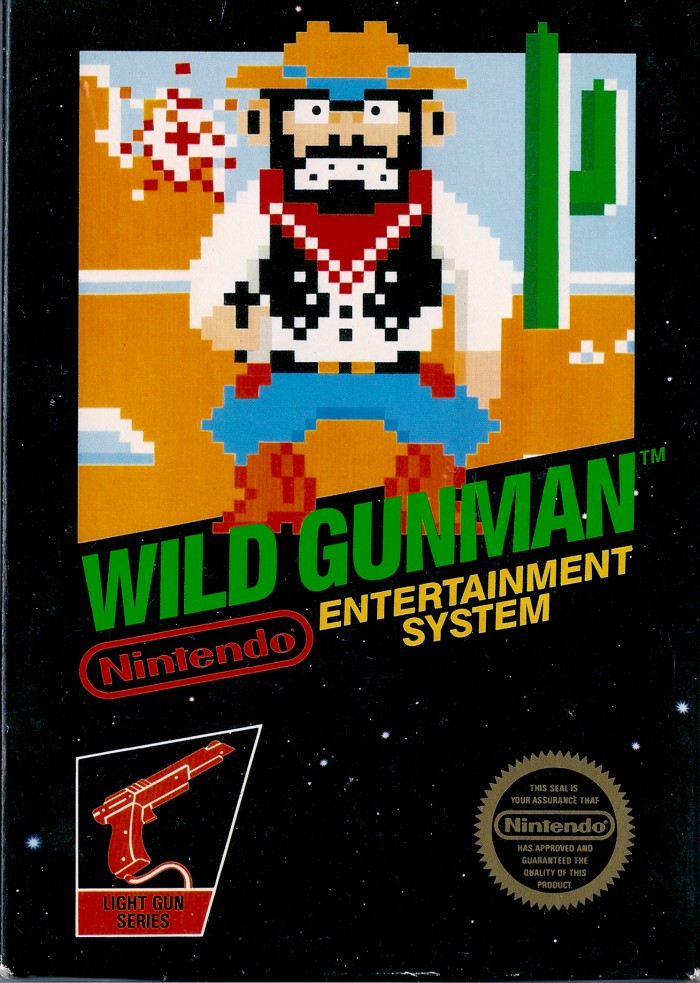 WILD GUNMAN™
ENTERTAINMENT
SYSTEM
Nintendo®
LIGHT GUN
SERIES
THIS SEAL IS
YOUR ASSURANCE THAT
Nintendo®
HAS APPROVED AND
GUARANTEED THE
QUALITY OF THIS
PRODUCT.